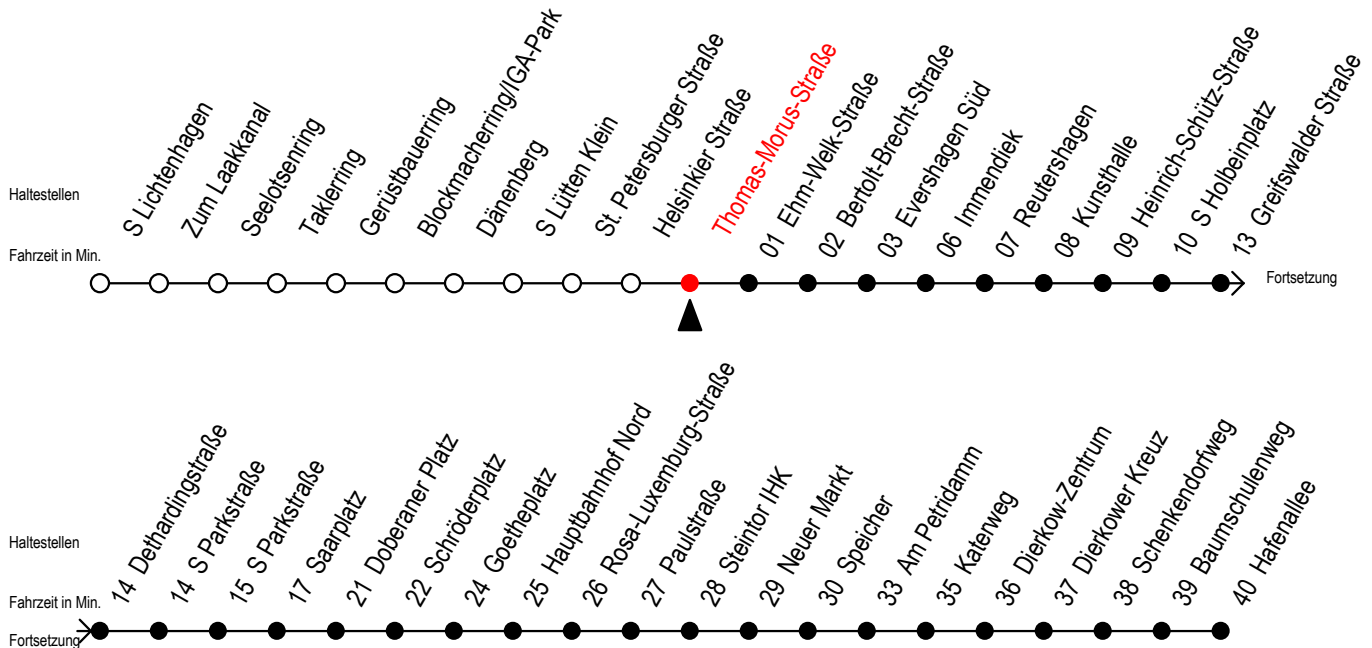 Haltestellen
S Lichtenhagen
Zum Laakkanal
Seelotsenring
Taklerring
Gerüstbauerring
Blockmacherring/IGA-Park
Dänenberg
S Lütten Klein
St. Petersburger Straße
Helsinkier Straße
Thomas-Morus-Straße
01 Ehm-Welk-Straße
02 Bertolt-Brecht-Straße
03 Evershagen Süd
06 Immendiek
07 Reutershagen
08 Kunsthalle
09 Heinrich-Schütz-Straße
10 S Holbeinplatz
13 Greifswalder Straße
Fahrzeit in Min.
Fortsetzung
Haltestellen
14 Dethardingstraße
14 S Parkstraße
15 S Parkstraße
17 Saarplatz
21 Doberaner Platz
22 Schröderplatz
24 Goetheplatz
25 Hauptbahnhof Nord
26 Rosa-Luxemburg-Straße
27 Paulstraße
28 Steintor IHK
29 Neuer Markt
30 Speicher
33 Am Petridamm
35 Katerweg
36 Dierkow-Zentrum
37 Dierkower Kreuz
38 Schenkendorfweg
39 Baumschulenweg
40 Hafenallee
Fahrzeit in Min.
Fortsetzung